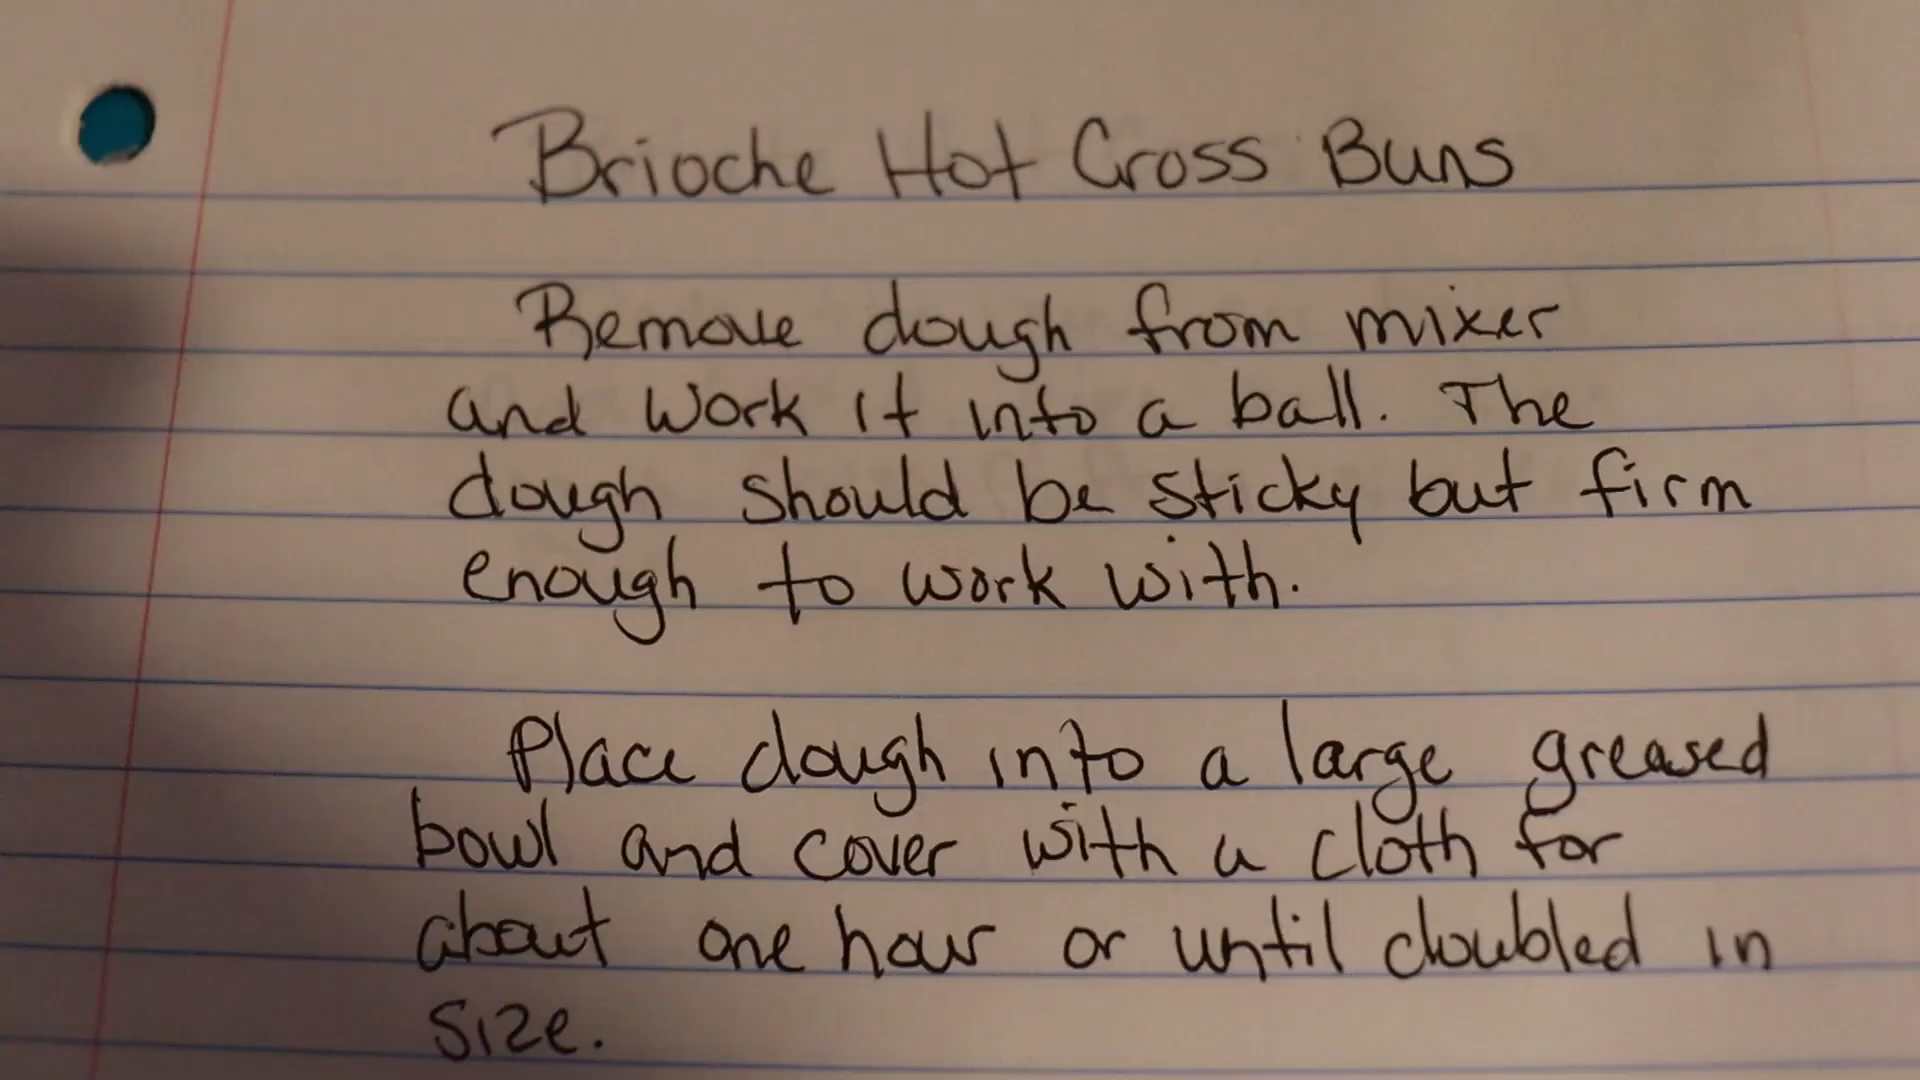 Brioche Hot Cross Buns
Remove dough from mixer
and work it into a ball. The
dough should be sticky but firm
enough to work with.
Place dough into a large greased
bowl and cover with a cloth for
about one hour or until doubled in
size.